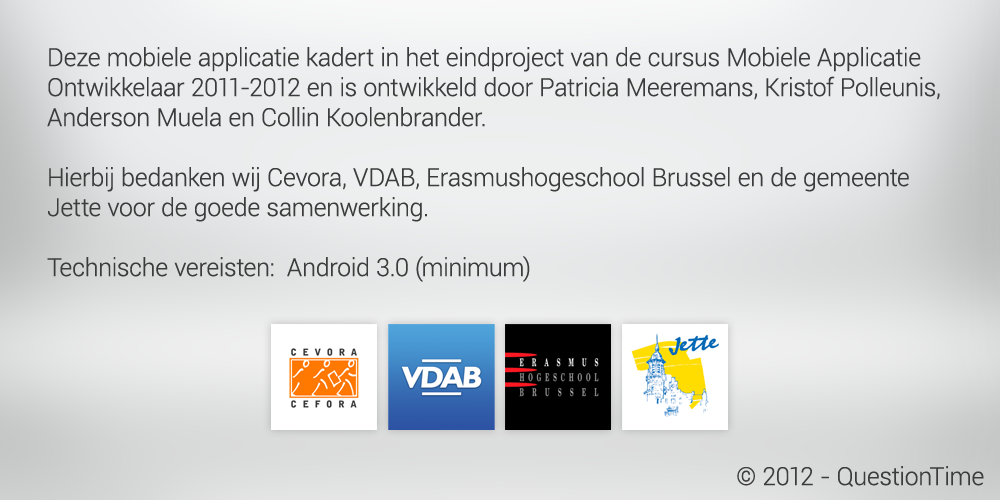 Deze mobiele applicatie kadert in het eindproject van de cursus Mobiele Applicatie
Ontwikkelaar 2011-2012 en is ontwikkeld door Patricia Meeremans, Kristof Polleunis,
Anderson Muela en Collin Koolenbrander.
Hierbij bedanken wij Cevora, VDAB, Erasmushogeschool Brussel en de gemeente
Jette voor de goede samenwerking.
Technische vereisten:  Android 3.0 (minimum)
CEVORA
CEFORA
VDAB
ERASMUS
HOGESCHOOL
BRUSSEL
Jette
© 2012 - QuestionTime